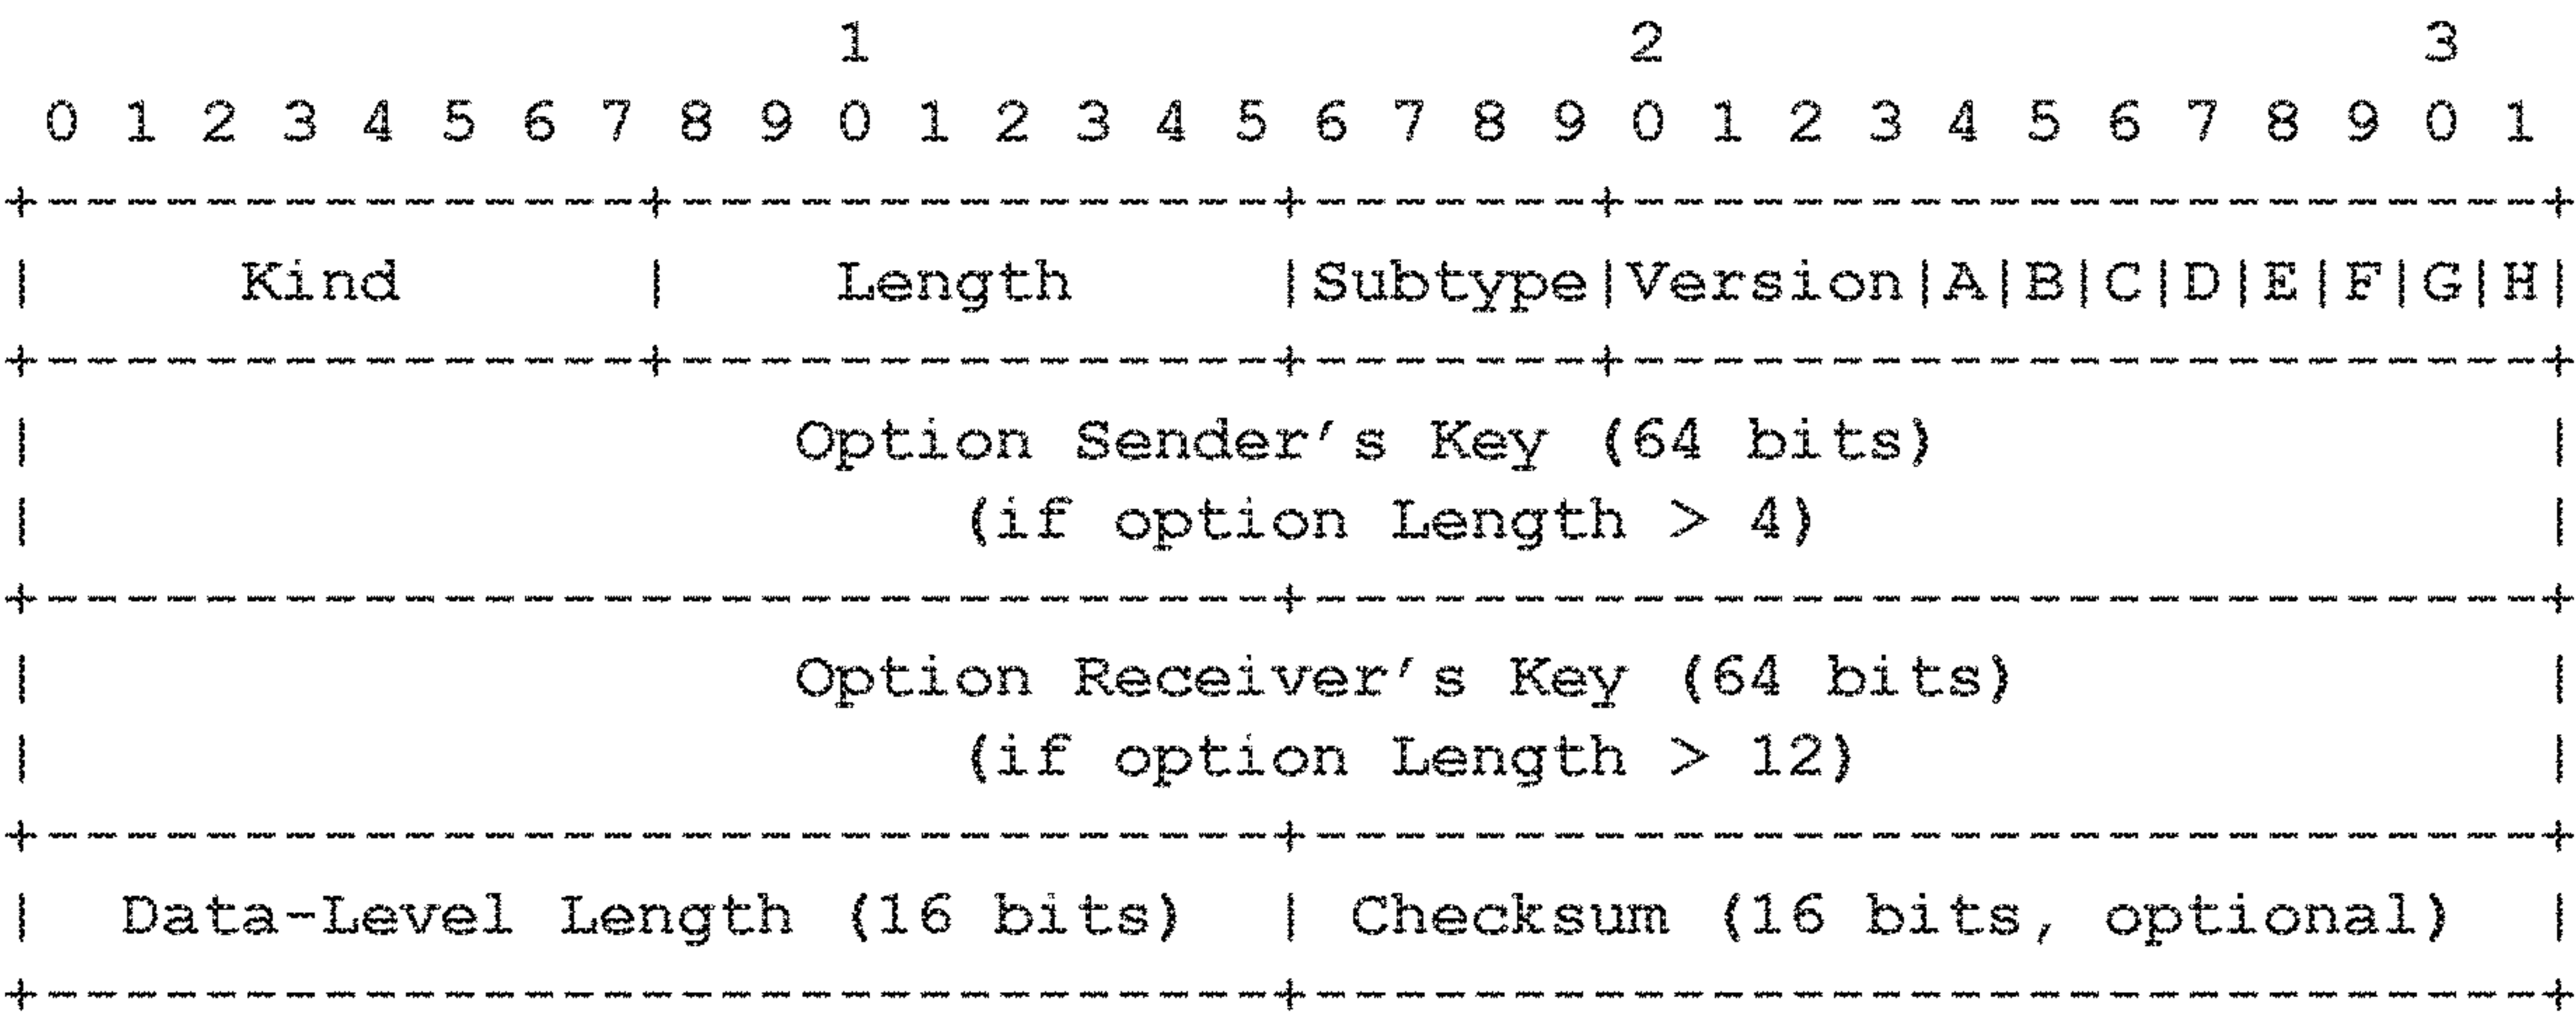 1                   2                   3
 0 1 2 3 4 5 6 7 8 9 0 1 2 3 4 5 6 7 8 9 0 1 2 3 4 5 6 7 8 9 0 1
+---------------+---------------+-------+-----------------------+
|     Kind      |    Length     |Subtype|Version|A|B|C|D|E|F|G|H|
+---------------+---------------+-------+-----------------------+
|                   Option Sender's Key (64 bits)               |
|                       (if option Length > 4)                  |
+-------------------------------+-------------------------------+
|                   Option Receiver's Key (64 bits)             |
|                       (if option Length > 12)                 |
+-------------------------------+-------------------------------+
|  Data-Level Length (16 bits)  | Checksum (16 bits, optional)  |
+-------------------------------+-------------------------------+